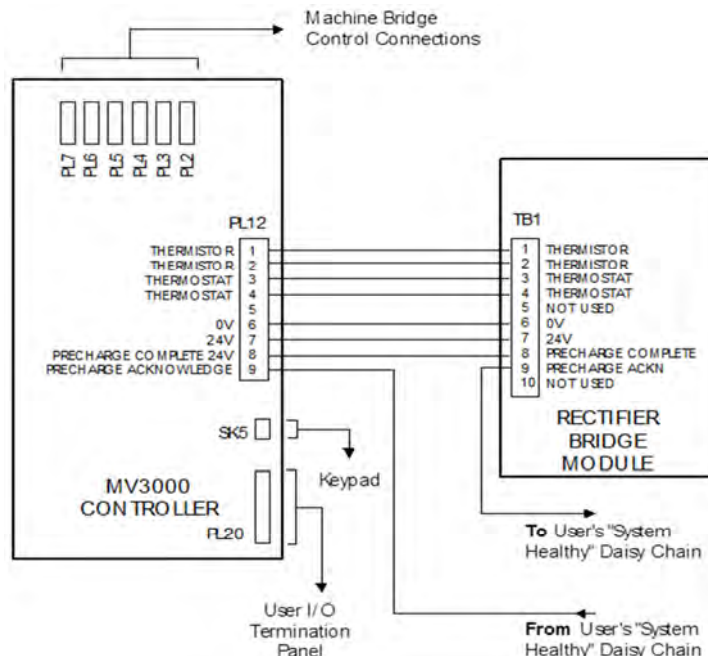 Machine Bridge
Control Connections
PL7
PL6
PL5
PL4
PL3
PL2
PL12
THERMISTOR 1
THERMISTOR 2
THERMOSTAT 3
THERMOSTAT 4
5
0V 6
24V 7
PRECHARGE COMPLETE 24V 8
PRECHARGE ACKNOWLEDGE 9
SK5
Keypad
MV3000
CONTROLLER
PL20
User I/O
Termination
Panel
TB1
1 THERMISTOR
2 THERMISTOR
3 THERMOSTAT
4 THERMOSTAT
5 NOT USED
6 0V
7 24V
8 PRECHARGE COMPLETE
9 PRECHARGE ACKN
10 NOT USED
RECTIFIER
BRIDGE
MODULE
To User's "System
Healthy" Daisy Chain
From User's "System
Healthy" Daisy Chain